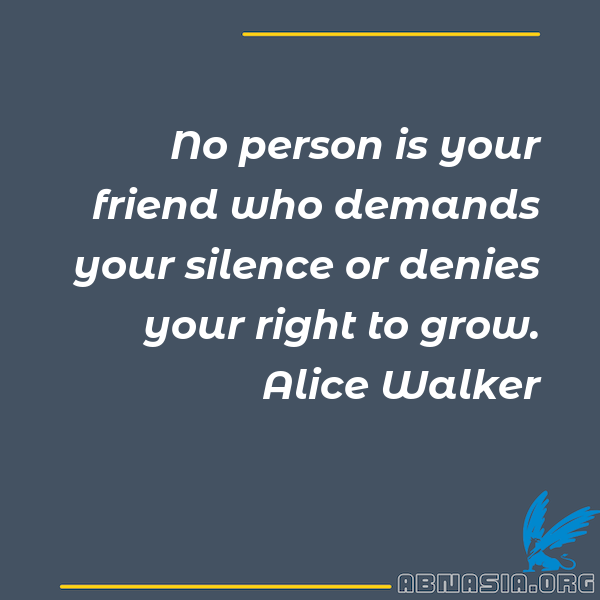 No person is your
friend who demands
your silence or denies
your right to grow.
Alice Walker
ABNASIA.ORG